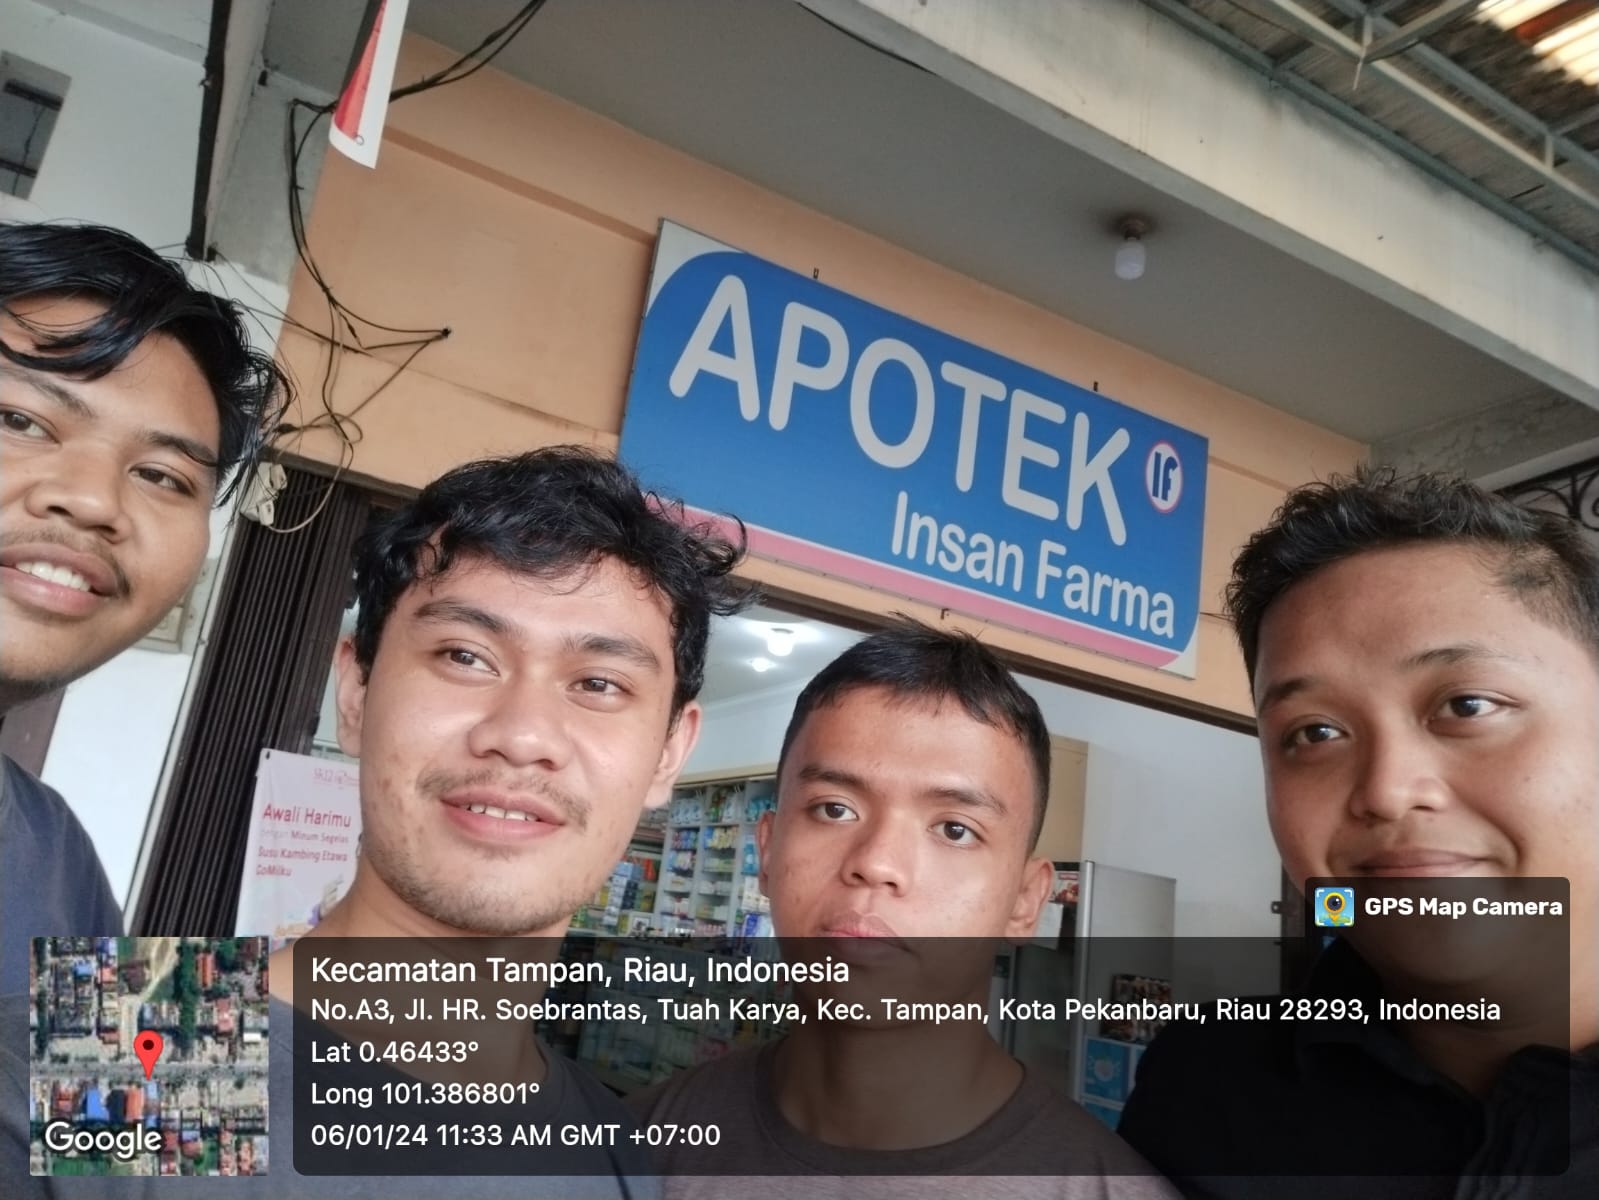 APOTEK
IF
Insan Farma
Awali Harimu
dengan Minum Segelas
Susu Kambing Etawa
GoMilku
GPS Map Camera
Kecamatan Tampan, Riau, Indonesia
No.A3, Jl. HR. Soebrantas, Tuah Karya, Kec. Tampan, Kota Pekanbaru, Riau 28293, Indonesia
Lat 0.46433°
Long 101.386801°
06/01/24 11:33 AM GMT +07:00
Google